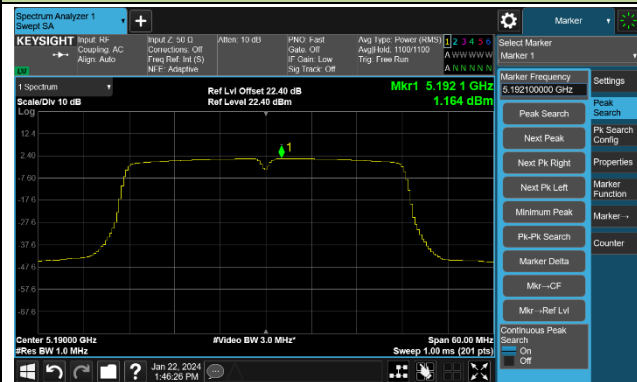 Spectrum Analyzer 1
Swept SA
+
Marker
KEYSIGHT
Input: RF
Coupling: AC
Align: Auto
Input Z: 50 Ω
Corrections: Off
Freq Ref: Int (S)
NFE: Adaptive
Atten: 10 dB
PNO: Fast
Gate: Off
IF Gain: Low
Sig Track: Off
Avg Type: Power (RMS)
Avg|Hold: 1100/1100
Trig: Free Run
1 2 3 4 5 6
A W W W W W
A N N N N N
LVI
Select Marker
Marker 1
1 Spectrum
Scale/Div 10 dB
Log
Ref Lvl Offset 22.40 dB
Ref Level 22.40 dBm
Mkr1 5.192 1 GHz
1.164 dBm
12.4
2.40
-7.60
-17.6
-27.6
-37.6
-47.6
-57.6
-67.6
1
Center 5.19000 GHz
#Res BW 1.0 MHz
#Video BW 3.0 MHz*
Span 60.00 MHz
Sweep 1.00 ms (201 pts)
Marker Frequency
5.192100000 GHz
Peak Search
Next Peak
Next Pk Right
Next Pk Left
Minimum Peak
Pk-Pk Search
Marker Delta
Mkr→CF
Mkr→Ref Lvl
Continuous Peak
Search
On
Off
Settings
Peak
Search
Pk Search
Config
Properties
Marker
Function
Marker→
Counter
?
Jan 22, 2024
1:46:26 PM